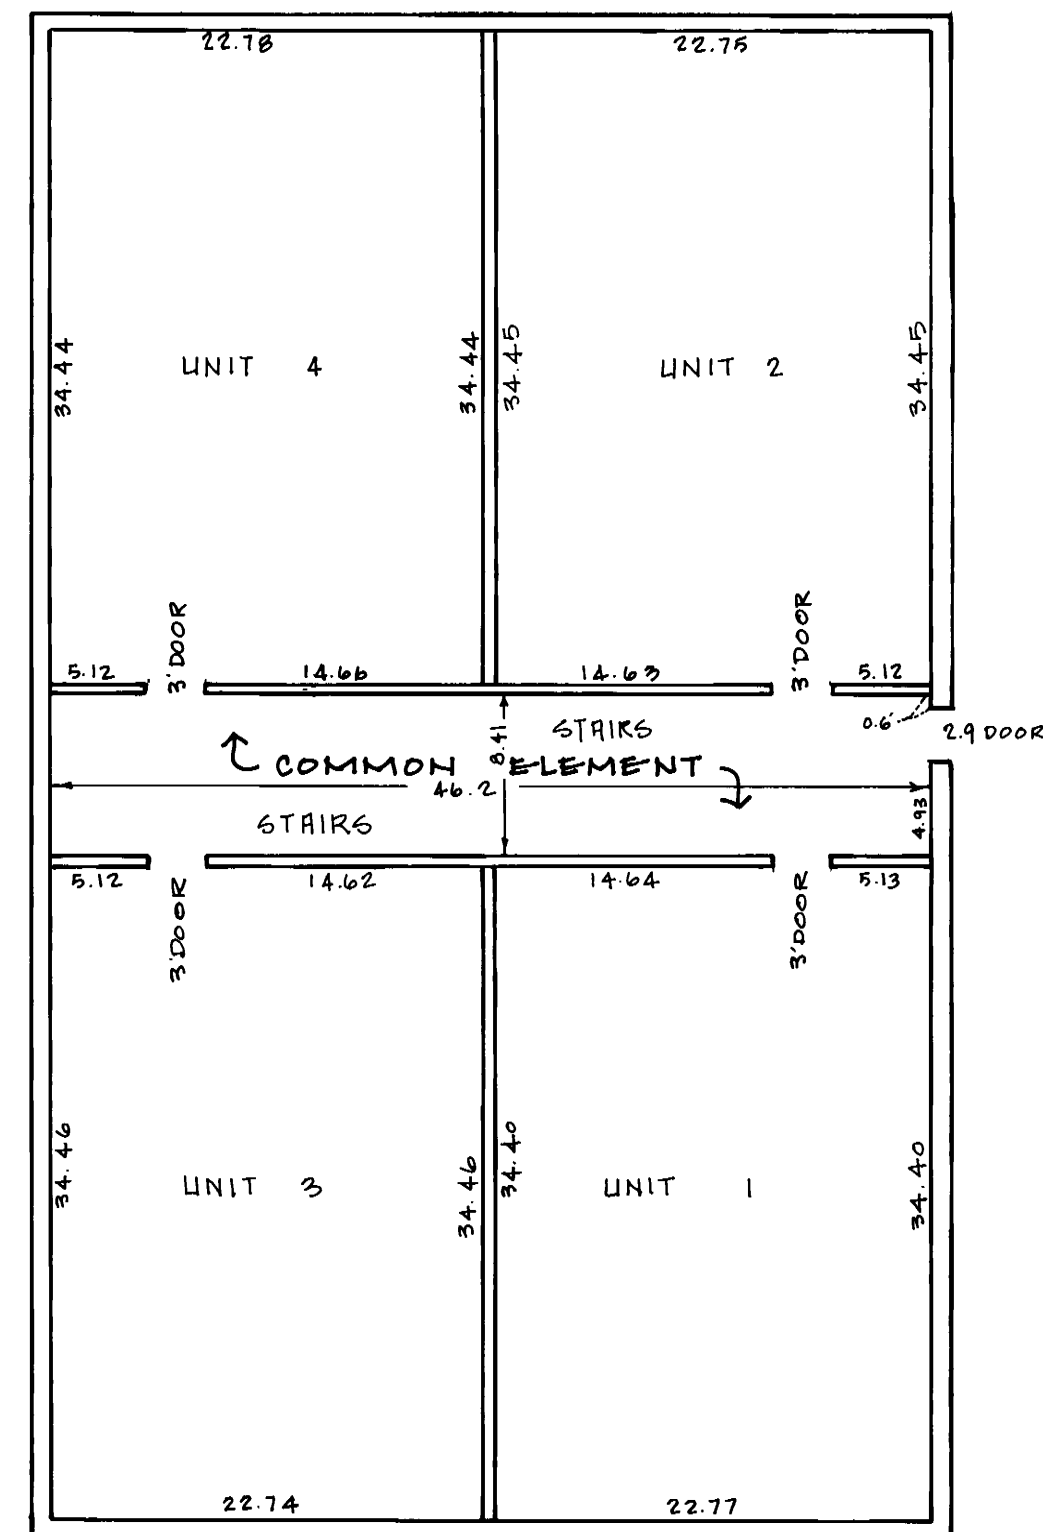 22.78
22.75
34.44
UNIT 4
34.44
34.45
UNIT 2
34.45
3' DOOR
3' DOOR
5.12
14.66
14.63
5.12
0.6'
2.9 DOOR
STAIRS
8.41
COMMON ELEMENT
46.2
STAIRS
4.93
5.12
14.62
14.64
5.13
3' DOOR
3' DOOR
34.46
UNIT 3
34.46
34.40
UNIT 1
34.40
22.74
22.77